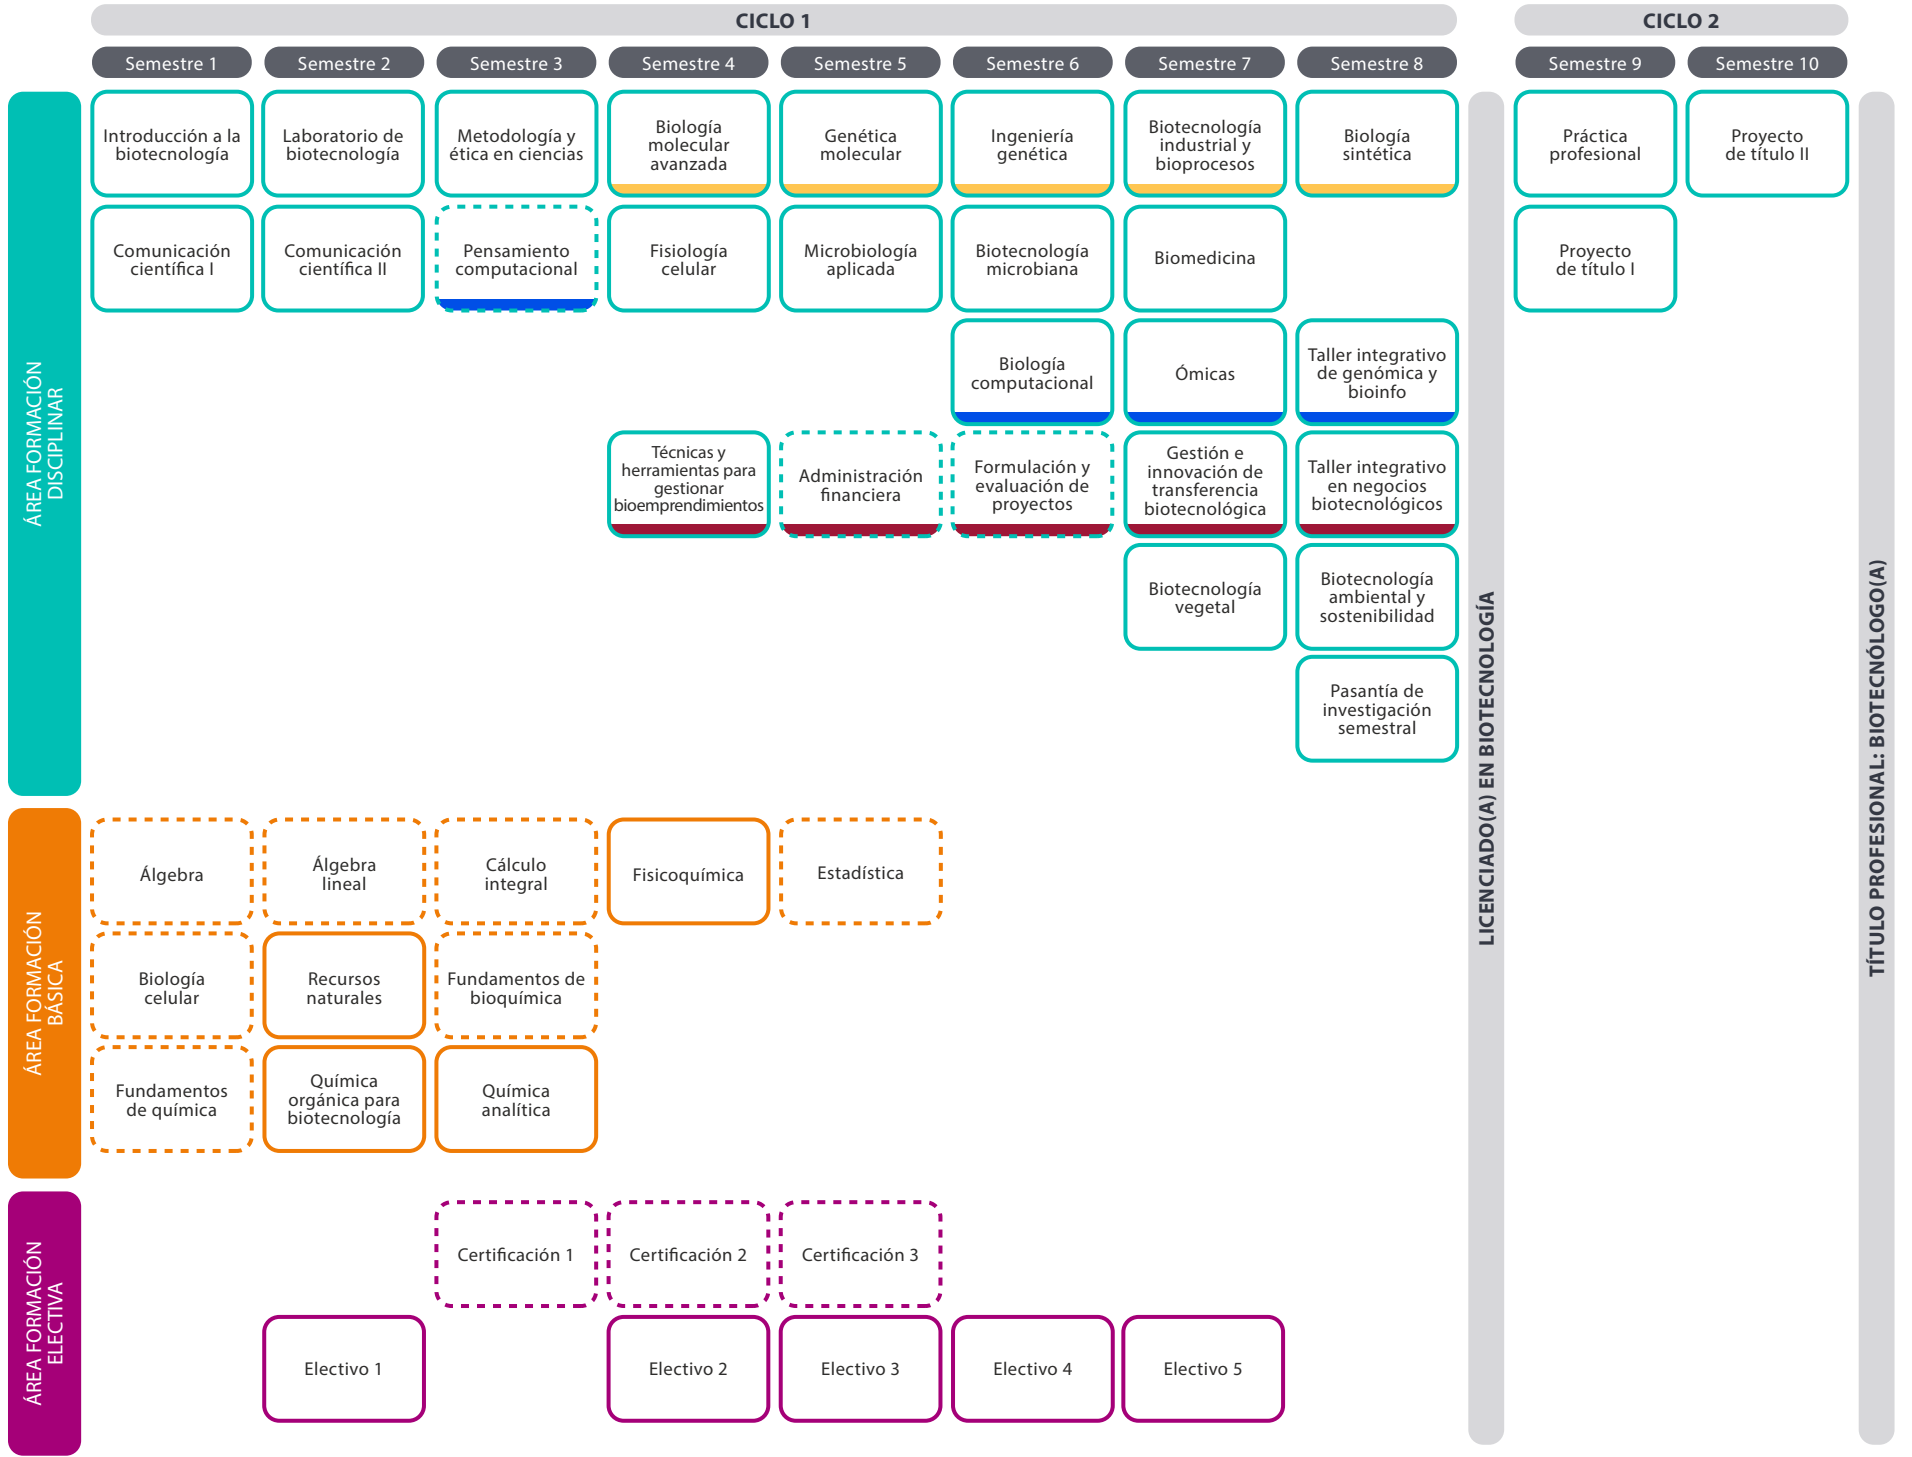 CICLO 1
CICLO 2
Semestre 1
Semestre 2
Semestre 3
Semestre 4
Semestre 5
Semestre 6
Semestre 7
Semestre 8
Semestre 9
Semestre 10
ÁREA FORMACIÓN
DISCIPLINAR
Introducción a la
biotecnología
Laboratorio de
biotecnología
Metodología y
ética en ciencias
Biología
molecular
avanzada
Genética
molecular
Ingeniería
genética
Biotecnología
industrial y
bioprocesos
Biología
sintética
Práctica
profesional
Proyecto
de título II
Comunicación
científica I
Comunicación
científica II
Pensamiento
computacional
Fisiología
celular
Microbiología
aplicada
Biotecnología
microbiana
Biomedicina
Proyecto
de título I
Biología
computacional
Ómicas
Taller integrativo
de genómica y
bioinfo
Técnicas y
herramientas para
gestionar
bioemprendimientos
Administración
financiera
Formulación y
evaluación de
proyectos
Gestión e
innovación de
transferencia
biotecnológica
Taller integrativo
en negocios
biotecnológicos
Biotecnología
vegetal
Biotecnología
ambiental y
sostenibilidad
Pasantía de
investigación
semestral
ÁREA FORMACIÓN
BÁSICA
Álgebra
Álgebra
lineal
Cálculo
integral
Fisicoquímica
Estadística
Biología
celular
Recursos
naturales
Fundamentos de
bioquímica
Fundamentos
de química
Química
orgánica para
biotecnología
Química
analítica
ÁREA FORMACIÓN
ELECTIVA
Certificación 1
Certificación 2
Certificación 3
Electivo 1
Electivo 2
Electivo 3
Electivo 4
Electivo 5
LICENCIADO(A) EN BIOTECNOLOGÍA
TÍTULO PROFESIONAL: BIOTECNÓLOGO(A)